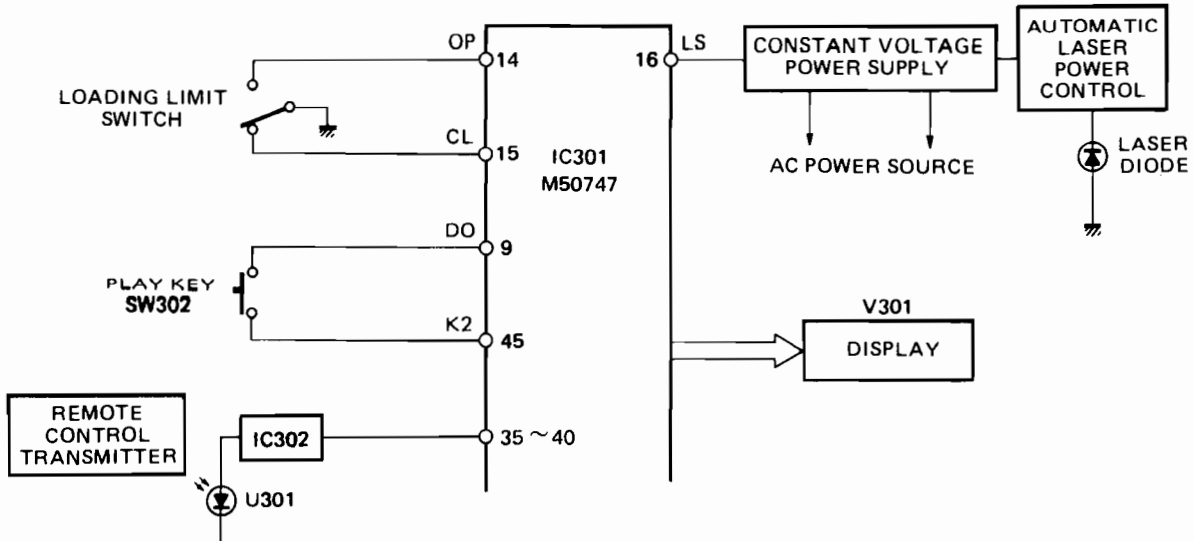 OP
14
LOADING LIMIT
SWITCH
CL
15
IC301
M50747
16
LS
CONSTANT VOLTAGE
POWER SUPPLY
AUTOMATIC
LASER
POWER
CONTROL
AC POWER SOURCE
LASER
DIODE
DO
9
PLAY KEY
SW302
K2
45
V301
DISPLAY
REMOTE
CONTROL
TRANSMITTER
IC302
35 ~ 40
U301